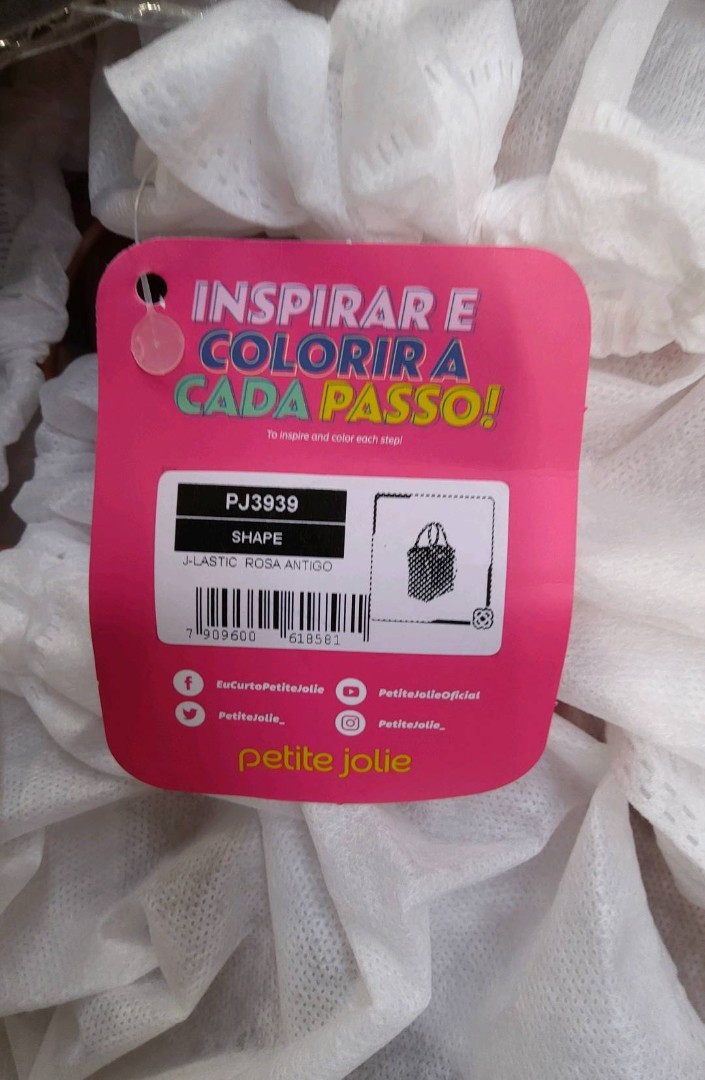 INSPIRAR E
COLORIR A
CADA PASSO!
To inspire and color each step!
PJ3939
SHAPE
J-LASTIC ROSA ANTIGO
7 909600 618581
EuCurtoPetiteJolie
PetiteJolieOficial
PetiteJolie_
PetiteJolie_
petite jolie